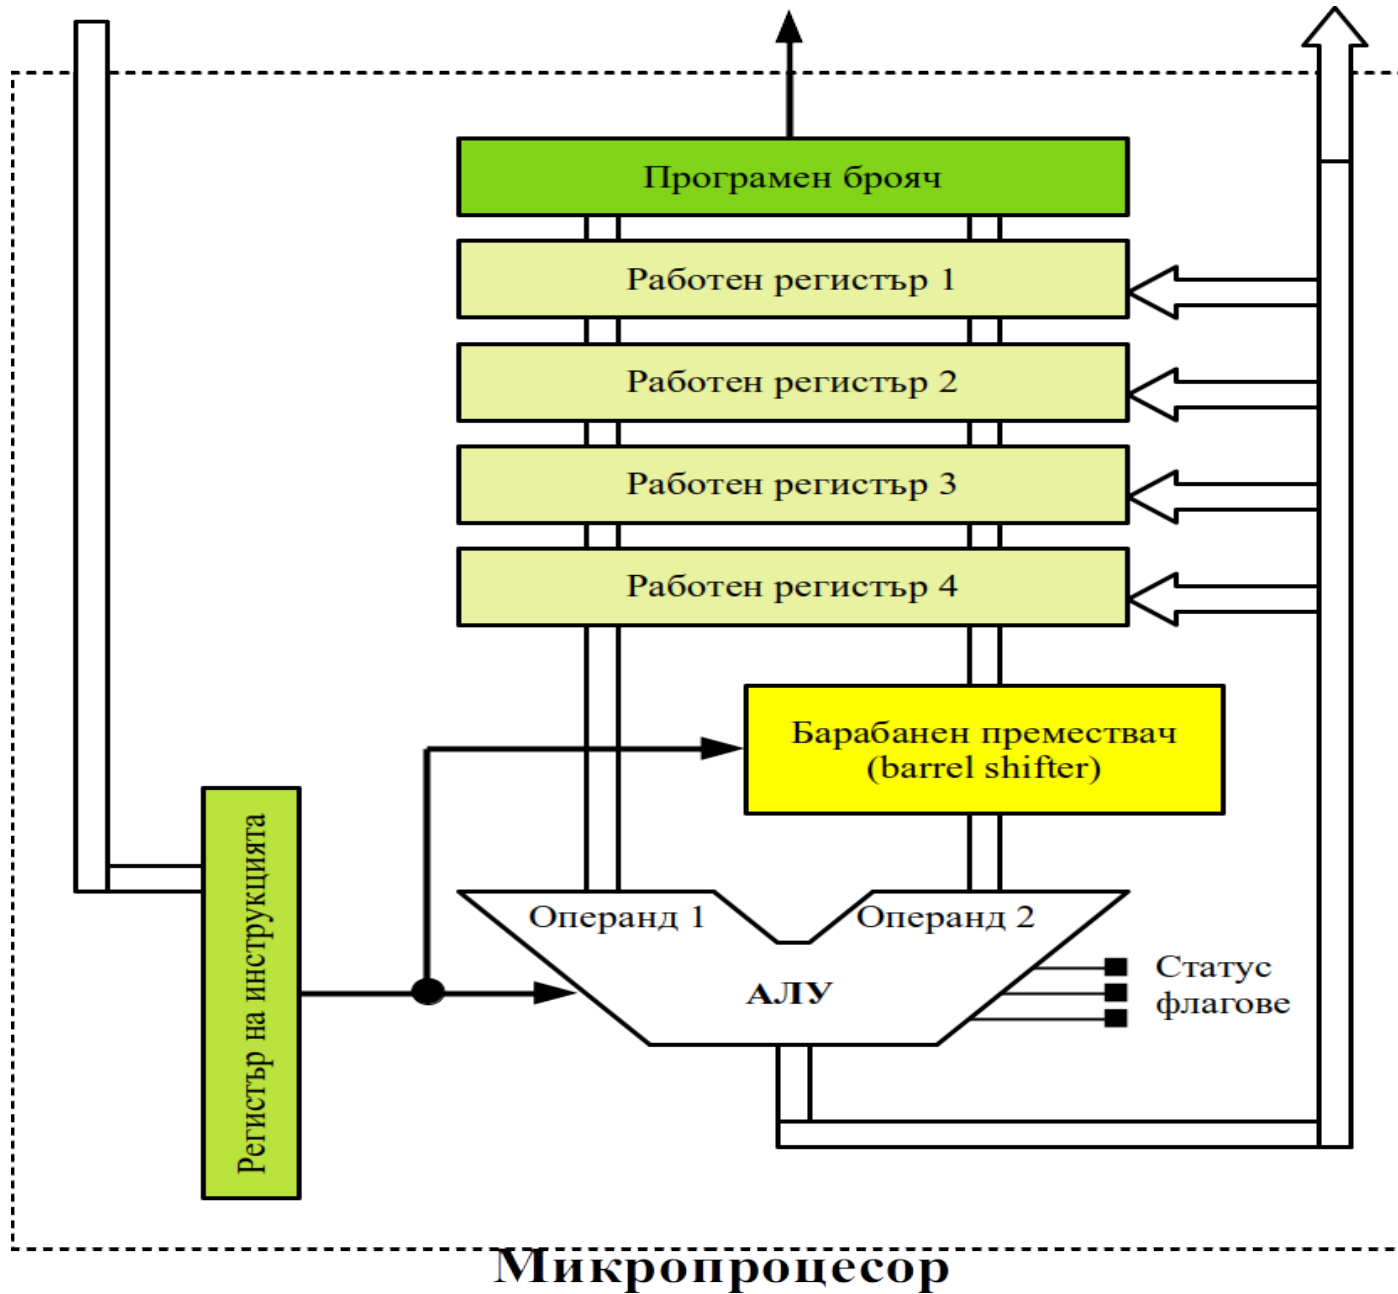 Програмен брояч
Работен регистър 1
Работен регистър 2
Работен регистър 3
Работен регистър 4
Барабанен премествач
(barrel shifter)
Регистър на инструкцията
Операнд 1
Операнд 2
АЛУ
Статус
флагове
Микропроцесор